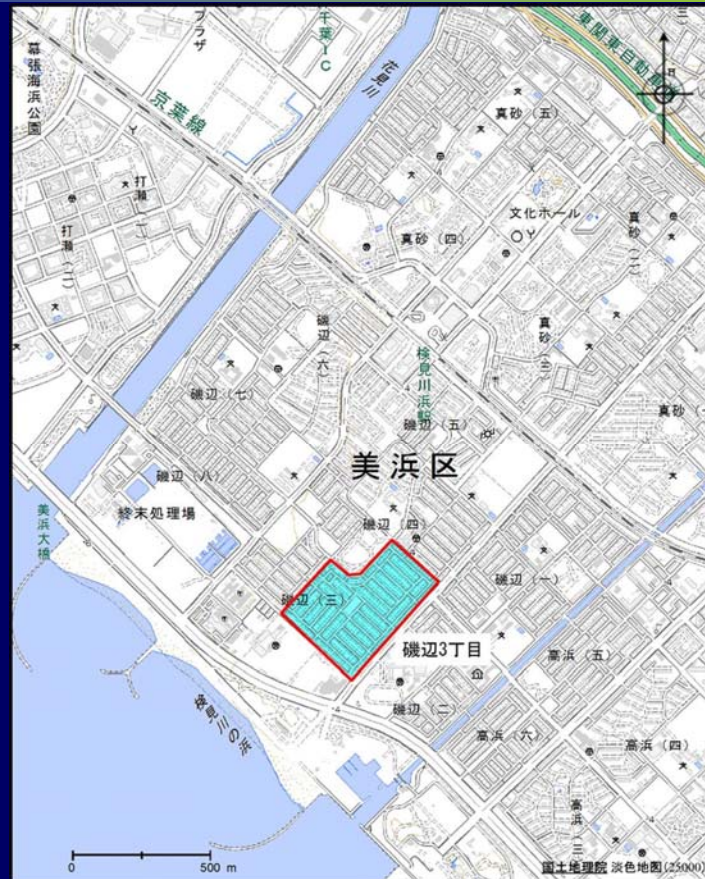 プラザ
千葉IC
東関東自動車
幕張海浜公園
花見川
京葉線
真砂(五)
打瀬(一)
打瀬(二)
文化ホール
真砂(四)
真砂(二)
磯辺(六)
真砂(三)
検見川浜駅
磯辺(七)
磯辺(五)
真砂(一
美浜区
磯辺(八)
終末処理場
美浜大橋
磯辺(四)
磯辺(一)
磯辺(三)
磯辺3丁目
高浜(五)
磯辺(二)
検見川の浜
高浜(六)
高浜(四)
高浜(三)
0 500 m
国土地理院 淡色地図(25000)